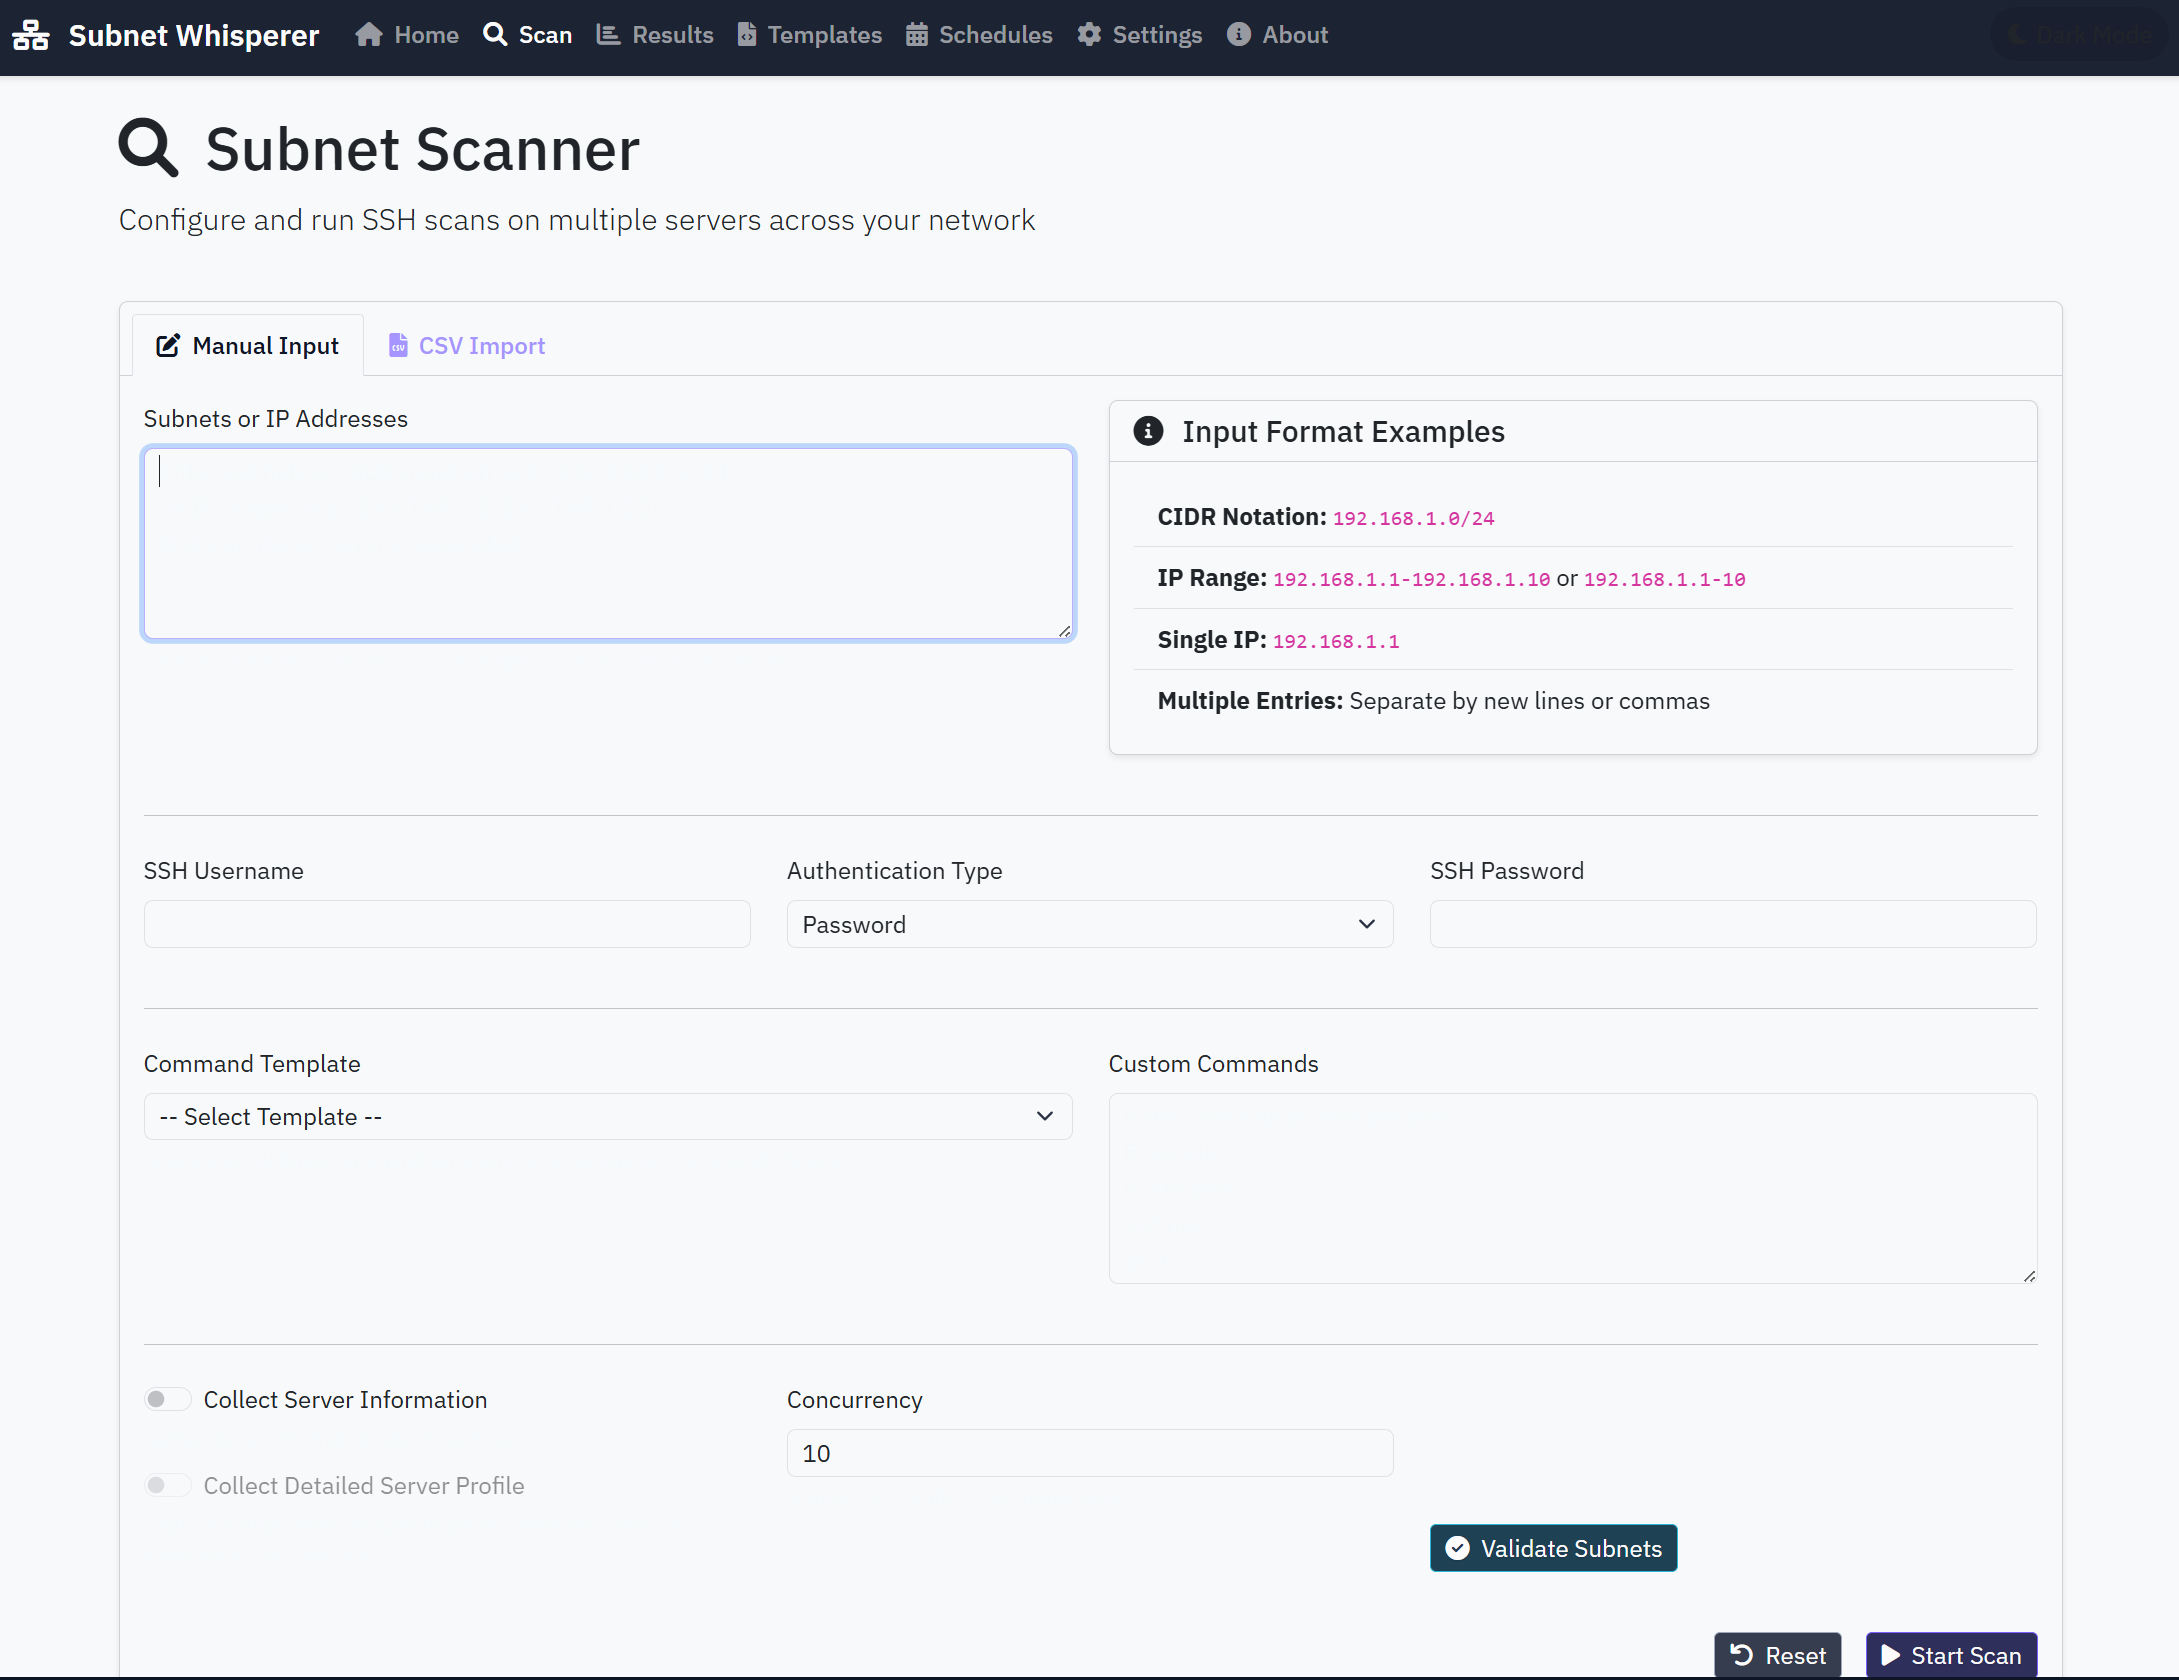 Subnet Whisperer Home Scan Results Templates Schedules Settings About Dark Mode
Subnet Scanner
Configure and run SSH scans on multiple servers across your network
Manual Input CSV Import
Subnets or IP Addresses
Input Format Examples
CIDR Notation: 192.168.1.0/24
IP Range: 192.168.1.1-192.168.1.10 or 192.168.1.1-10
Single IP: 192.168.1.1
Multiple Entries: Separate by new lines or commas
SSH Username Authentication Type SSH Password
Password
Command Template Custom Commands
-- Select Template --
Collect Server Information Concurrency
10
Collect Detailed Server Profile
Validate Subnets
Reset Start Scan